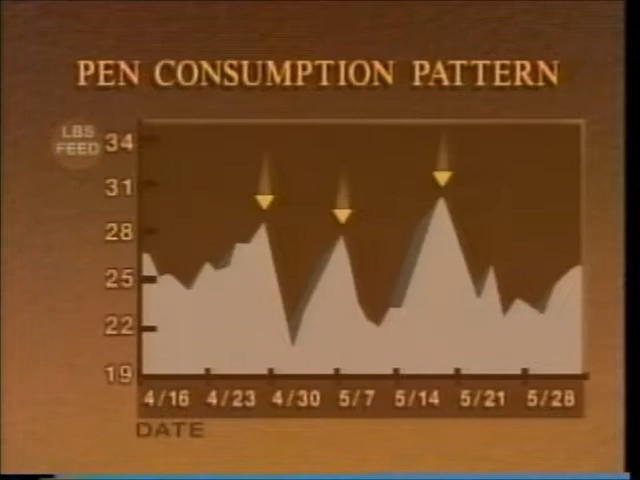 PEN CONSUMPTION PATTERN
LBS
FEED
34
31
28
25
22
19
4/16 4/23 4/30 5/7 5/14 5/21 5/28
DATE